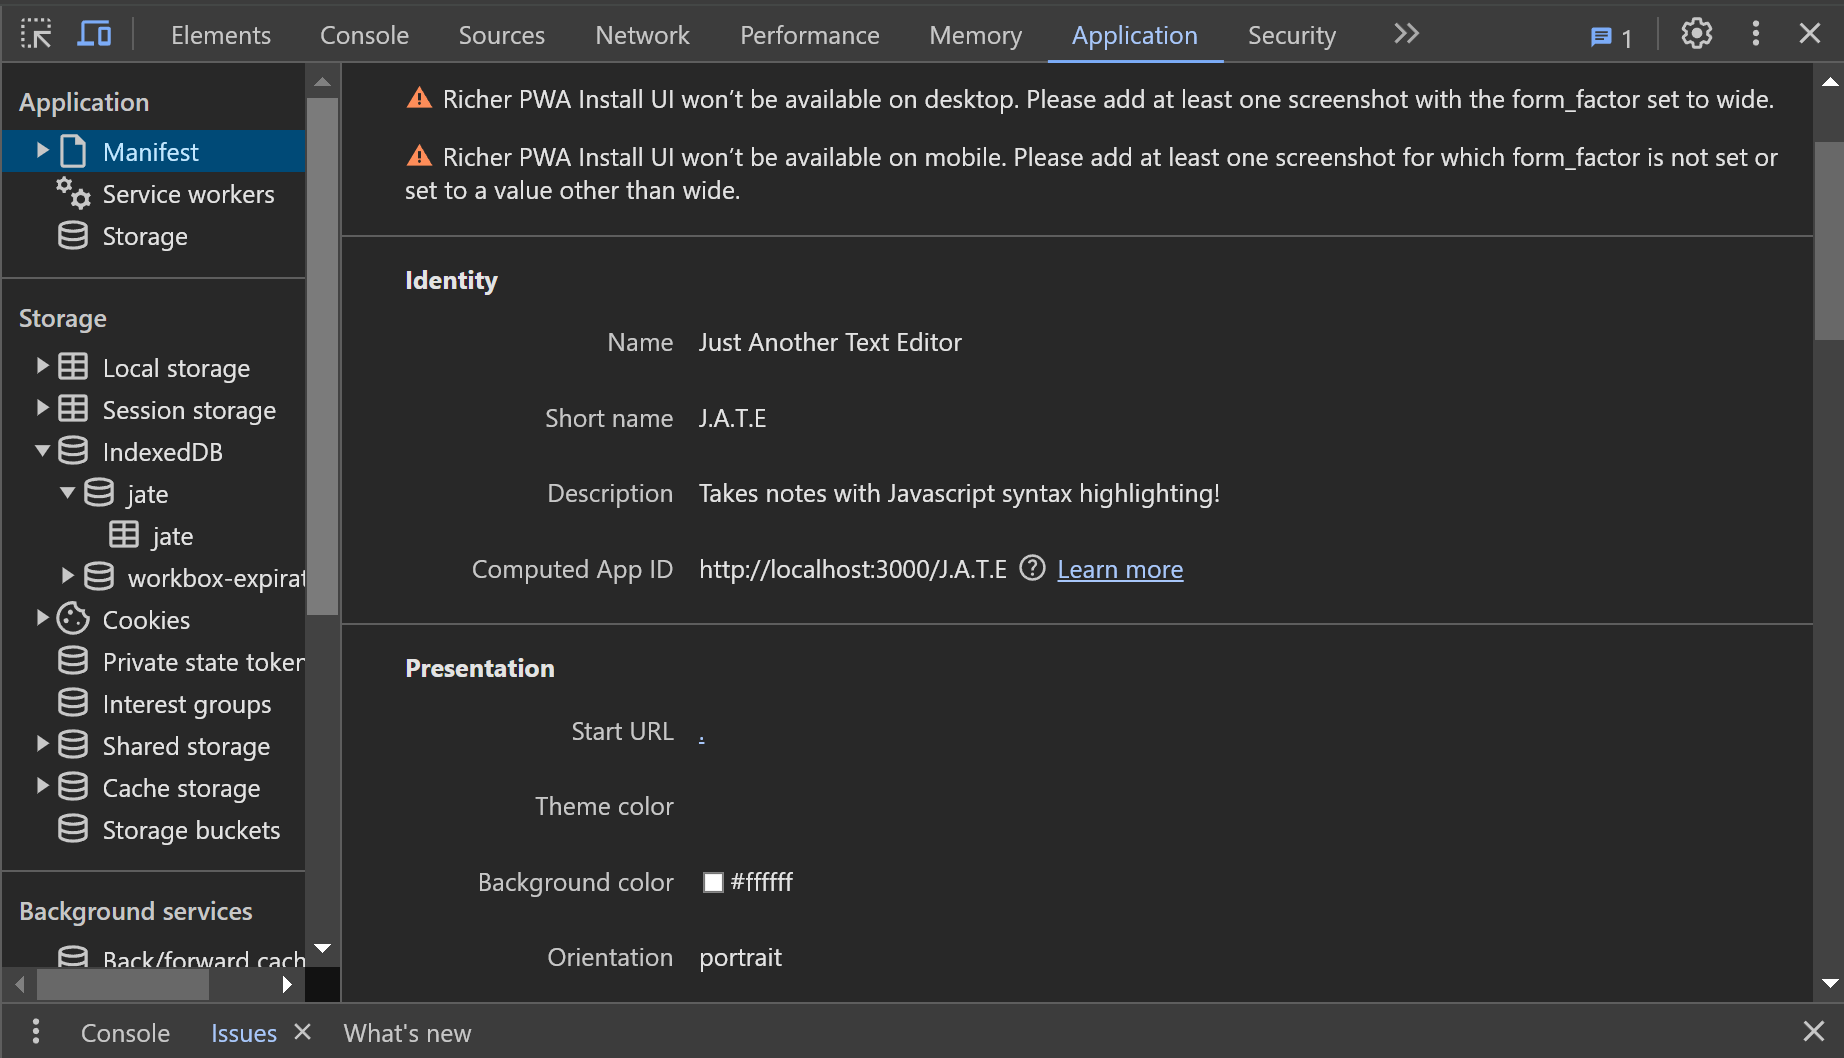 Elements Console Sources Network Performance Memory Application Security 1
Application
Manifest
Service workers
Storage
Storage
Local storage
Session storage
IndexedDB
jate
jate
workbox-expirat
Cookies
Private state token
Interest groups
Shared storage
Cache storage
Storage buckets
Background services
Back/forward cach
Richer PWA Install UI won’t be available on desktop. Please add at least one screenshot with the form_factor set to wide.
Richer PWA Install UI won’t be available on mobile. Please add at least one screenshot for which form_factor is not set or
set to a value other than wide.
Identity
Name Just Another Text Editor
Short name J.A.T.E
Description Takes notes with Javascript syntax highlighting!
Computed App ID http://localhost:3000/J.A.T.E Learn more
Presentation
Start URL .
Theme color
Background color #ffffff
Orientation portrait
Console Issues What's new